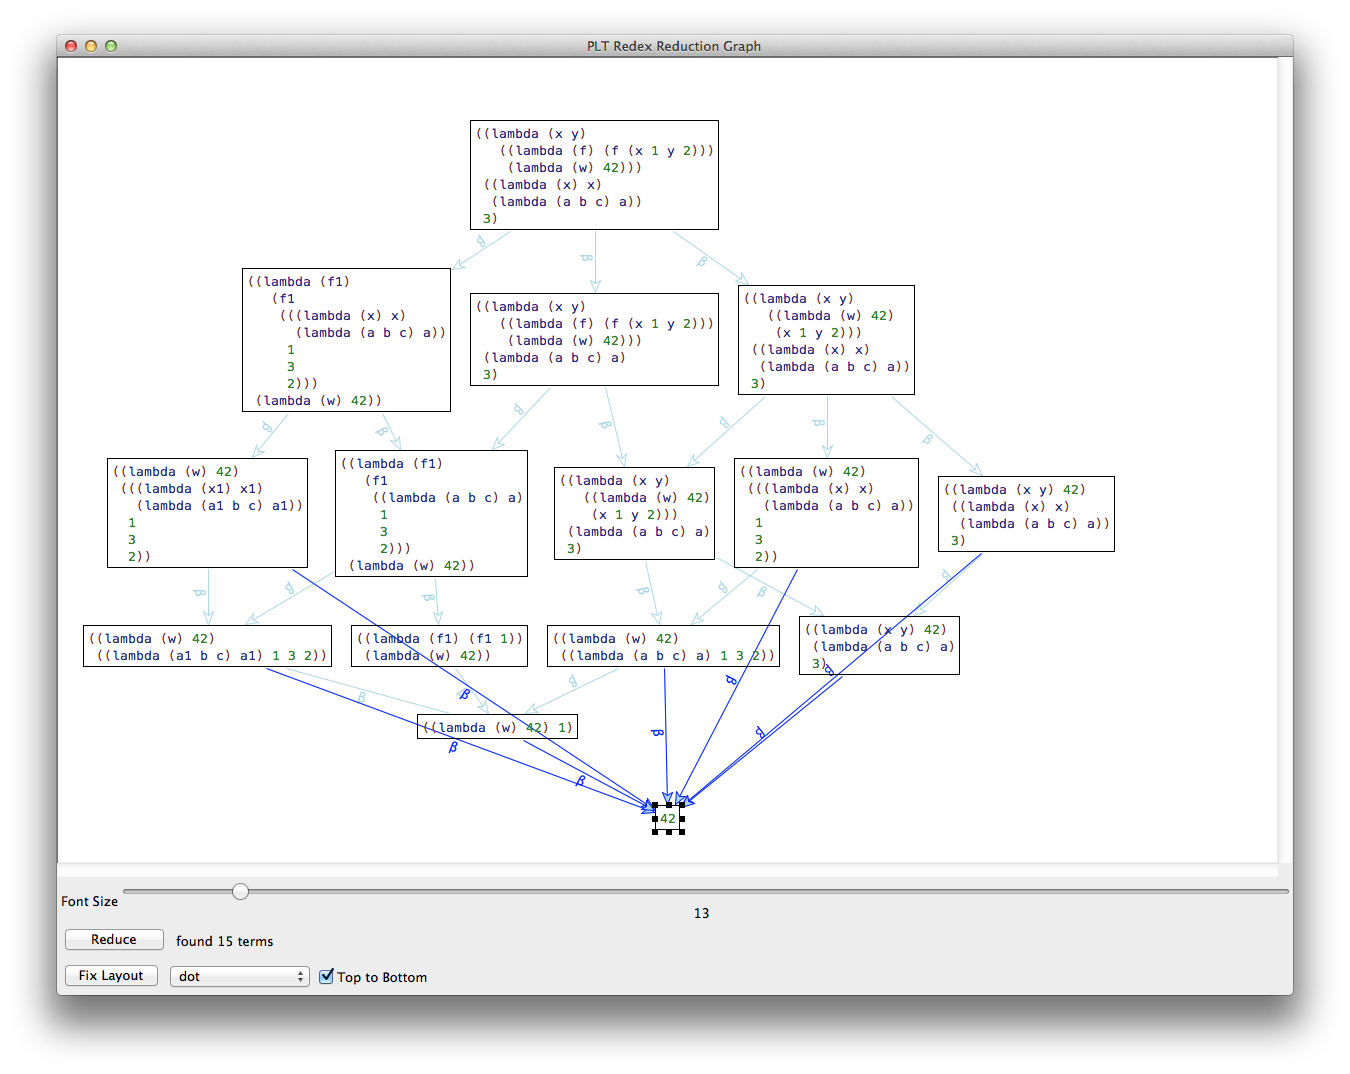 PLT Redex Reduction Graph
((lambda (x y)
((lambda (f) (f (x 1 y 2)))
(lambda (w) 42)))
((lambda (x) x)
(lambda (a b c) a))
3)
β
β
β
((lambda (f1)
(f1
(((lambda (x) x)
(lambda (a b c) a))
1
3
2)))
(lambda (w) 42))
((lambda (x y)
((lambda (f) (f (x 1 y 2)))
(lambda (w) 42)))
(lambda (a b c) a)
3)
((lambda (x y)
((lambda (w) 42)
(x 1 y 2)))
((lambda (x) x)
(lambda (a b c) a))
3)
β
β
β
β
β
β
β
((lambda (w) 42)
(((lambda (x1) x1)
(lambda (a1 b c) a1))
1
3
2))
((lambda (f1)
(f1
((lambda (a b c) a)
1
3
2)))
(lambda (w) 42))
((lambda (x y)
((lambda (w) 42)
(x 1 y 2)))
(lambda (a b c) a)
3)
((lambda (w) 42)
(((lambda (x) x)
(lambda (a b c) a))
1
3
2))
((lambda (x y) 42)
((lambda (x) x)
(lambda (a b c) a))
3)
β
β
β
β
β
β
β
((lambda (w) 42)
((lambda (a1 b c) a1) 1 3 2))
((lambda (f1) (f1 1))
(lambda (w) 42))
((lambda (w) 42)
((lambda (a b c) a) 1 3 2))
((lambda (x y) 42)
(lambda (a b c) a)
3)
β
β
β
β
β
β
((lambda (w) 42) 1)
β
β
β
β
42
Font Size
13
Reduce
found 15 terms
Fix Layout
dot
Top to Bottom